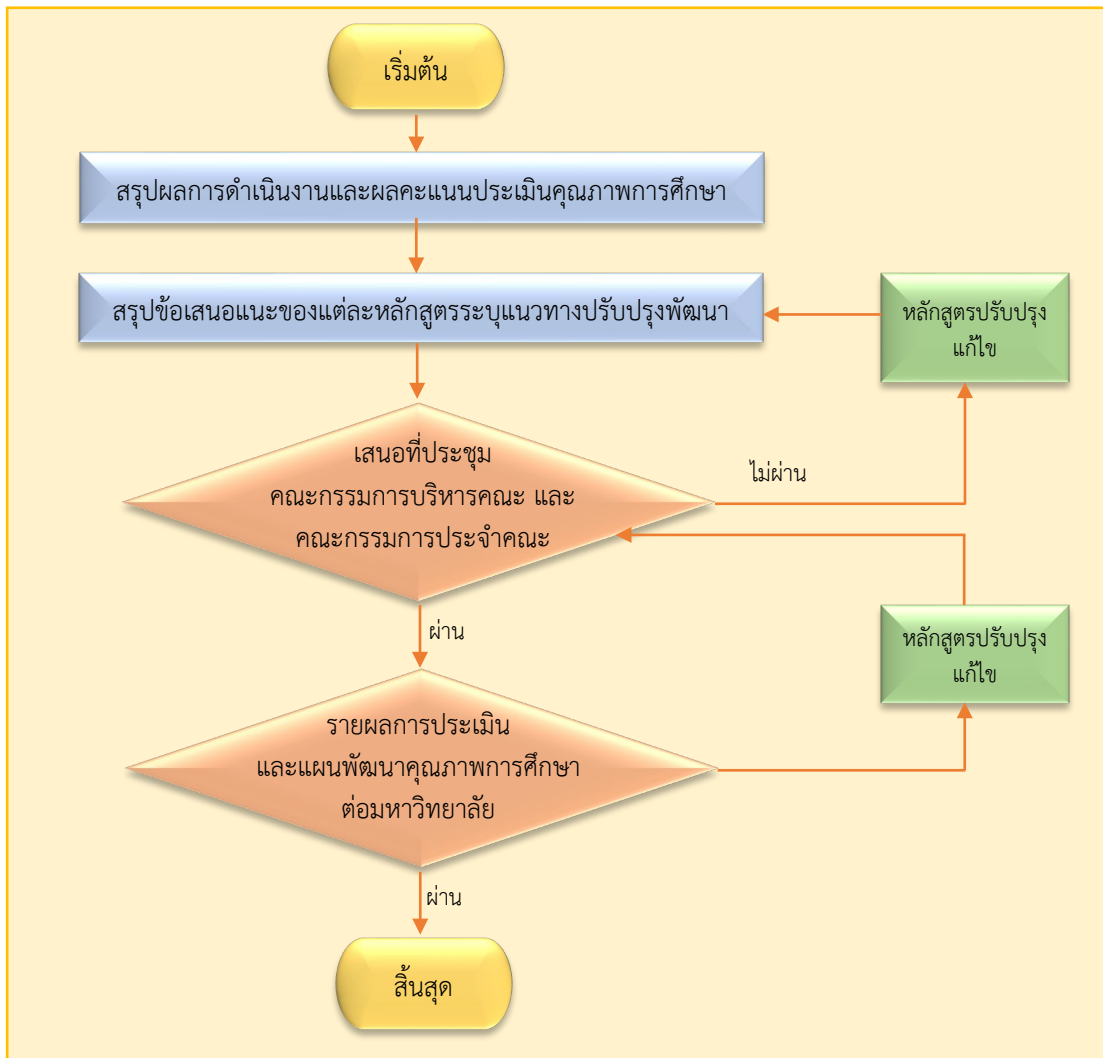 เริ่มต้น
สรุปผลการดำเนินงานและผลคะแนนประเมินคุณภาพการศึกษา
สรุปข้อเสนอแนะของแต่ละหลักสูตรระบุแนวทางปรับปรุงพัฒนา
หลักสูตรปรับปรุง
แก้ไข
เสนอที่ประชุม
คณะกรรมการบริหารคณะ และ
คณะกรรมการประจำคณะ
ไม่ผ่าน
ผ่าน
หลักสูตรปรับปรุง
แก้ไข
รายผลการประเมิน
และแผนพัฒนาคุณภาพการศึกษา
ต่อมหาวิทยาลัย
ผ่าน
สิ้นสุด